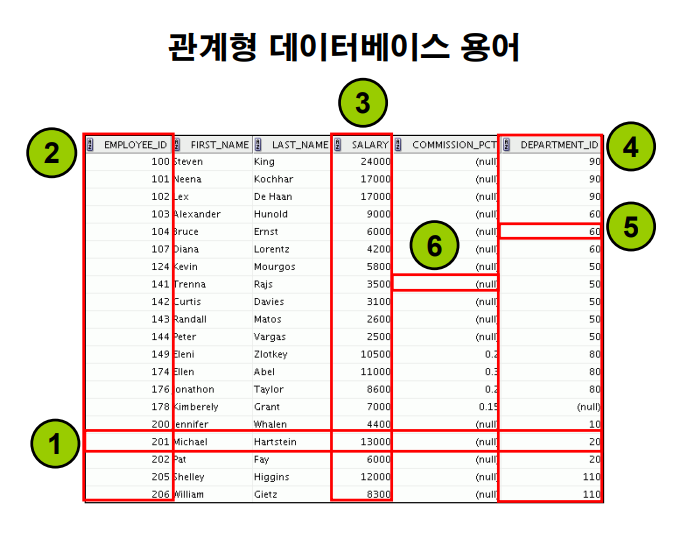 관계형 데이터베이스 용어
3
2
4
EMPLOYEE_ID FIRST_NAME LAST_NAME SALARY COMMISSION_PCT DEPARTMENT_ID
100 Steven King 24000 (null) 90
101 Neena Kochhar 17000 (null) 90
102 Lex De Haan 17000 (null) 90
103 Alexander Hunold 9000 (null) 60
104 Bruce Ernst 6000 (null) 60
5
6
107 Diana Lorentz 4200 (null) 60
124 Kevin Mourgos 5800 (null) 50
141 Trenna Rajs 3500 (null) 50
142 Curtis Davies 3100 (null) 50
143 Randall Matos 2600 (null) 50
144 Peter Vargas 2500 (null) 50
149 Eleni Zlotkey 10500 0.2 80
174 Ellen Abel 11000 0.3 80
176 Jonathon Taylor 8600 0.2 80
178 Kimberely Grant 7000 0.15 (null)
200 Jennifer Whalen 4400 (null) 10
1
201 Michael Hartstein 13000 (null) 20
202 Pat Fay 6000 (null) 20
205 Shelley Higgins 12000 (null) 110
206 William Gietz 8300 (null) 110